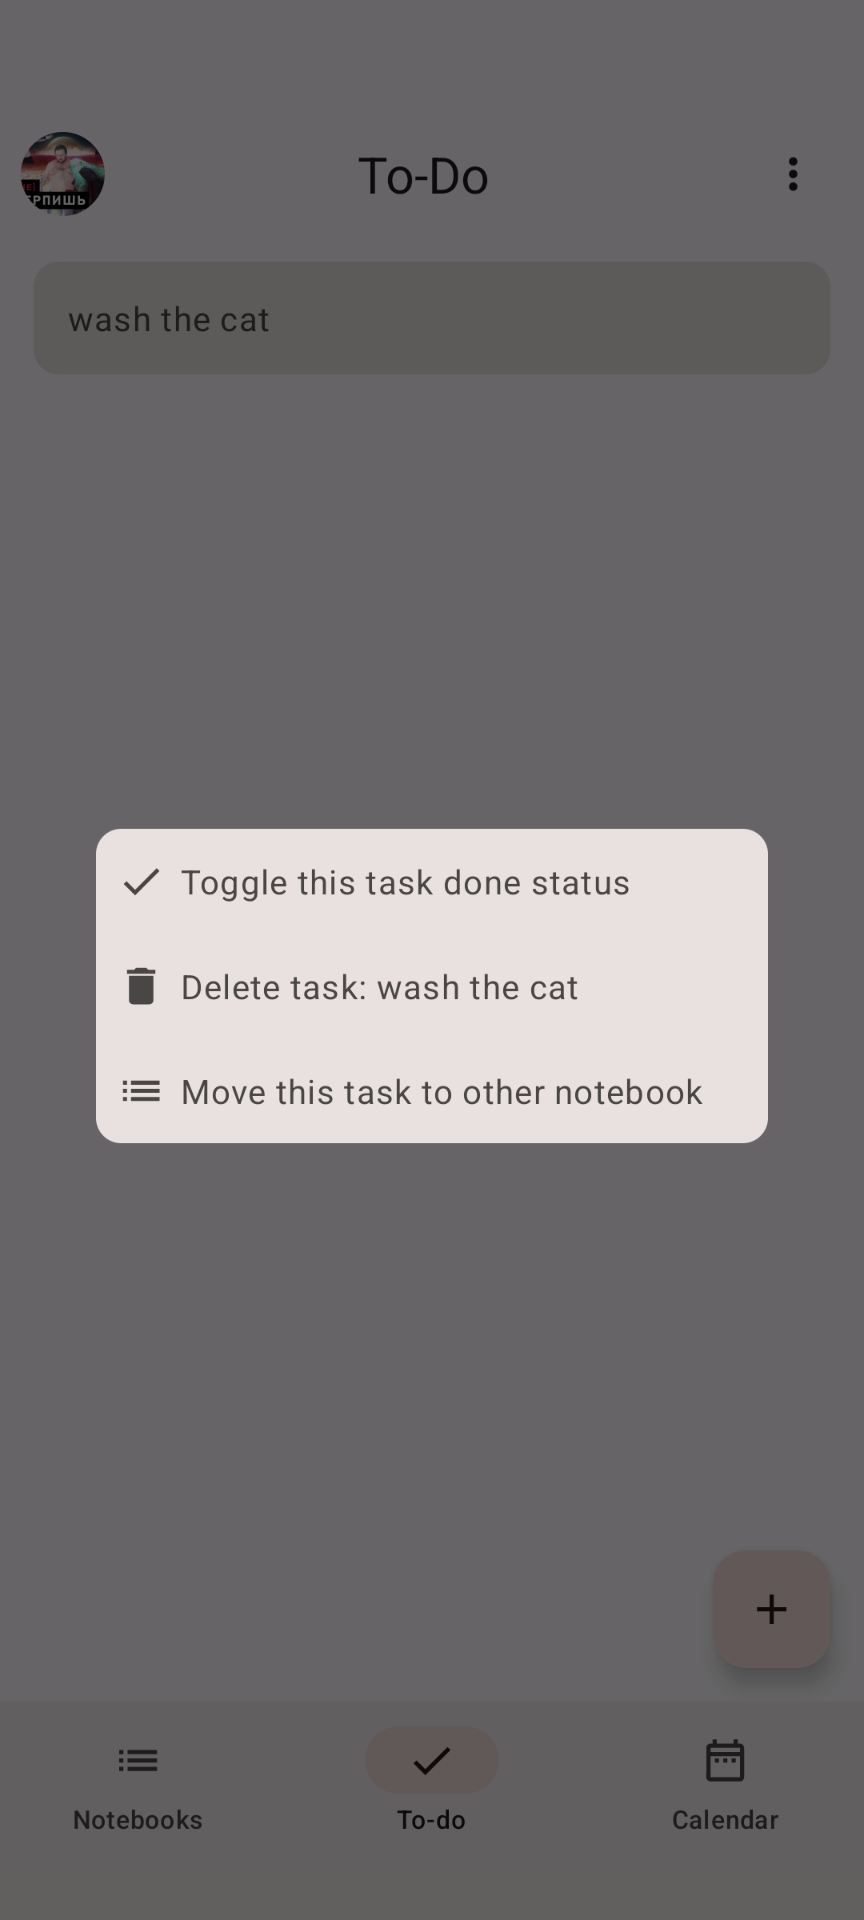 To-Do
wash the cat
Toggle this task done status
Delete task: wash the cat
Move this task to other notebook
Notebooks
To-do
Calendar